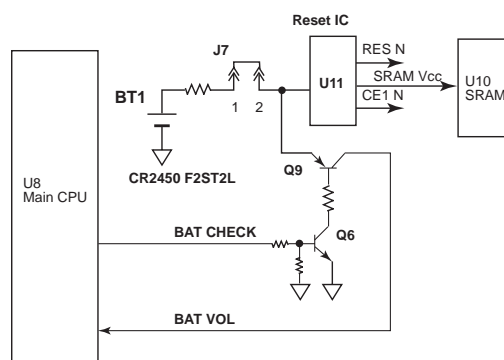 Reset IC
J7
RES N
U11
SRAM Vcc
U10
SRAM
BT1
1 2
CE1 N
CR2450 F2ST2L
Q9
U8
Main CPU
BAT CHECK
Q6
BAT VOL